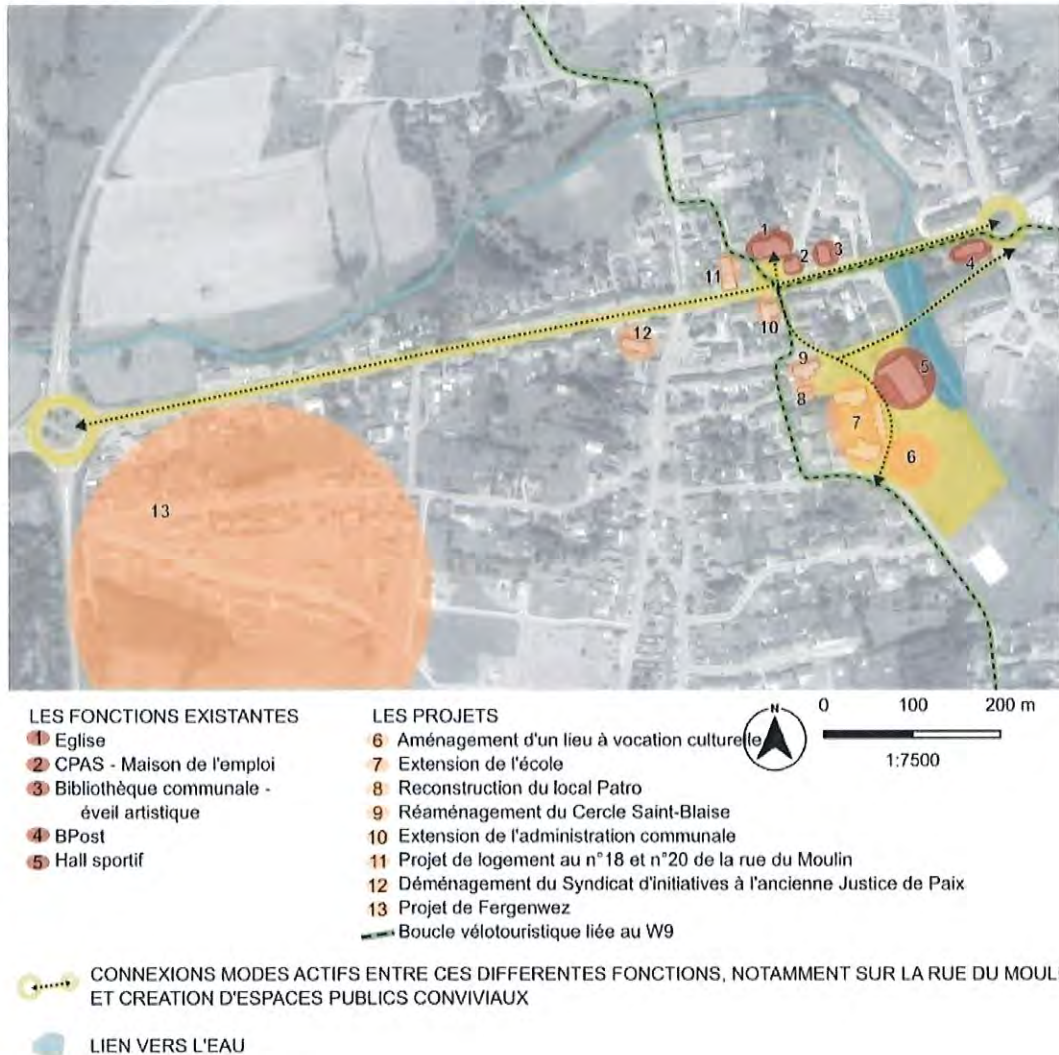 1
2
3
4
11
10
12
9
8
5
7
6
13
LES FONCTIONS EXISTANTES
1 Eglise
2 CPAS - Maison de l'emploi
3 Bibliothèque communale -
éveil artistique
4 BPost
5 Hall sportif
LES PROJETS
6 Aménagement d'un lieu à vocation culturelle
7 Extension de l'école
8 Reconstruction du local Patro
9 Réaménagement du Cercle Saint-Blaise
10 Extension de l'administration communale
11 Projet de logement au n°18 et n°20 de la rue du Moulin
12 Déménagement du Syndicat d'initiatives à l'ancienne Justice de Paix
13 Projet de Fergenwez
Boucle vélotouristique liée au W9
N
0 100 200 m
1:7500
CONNEXIONS MODES ACTIFS ENTRE CES DIFFERENTES FONCTIONS, NOTAMMENT SUR LA RUE DU MOUL
ET CREATION D'ESPACES PUBLICS CONVIVIAUX
LIEN VERS L'EAU